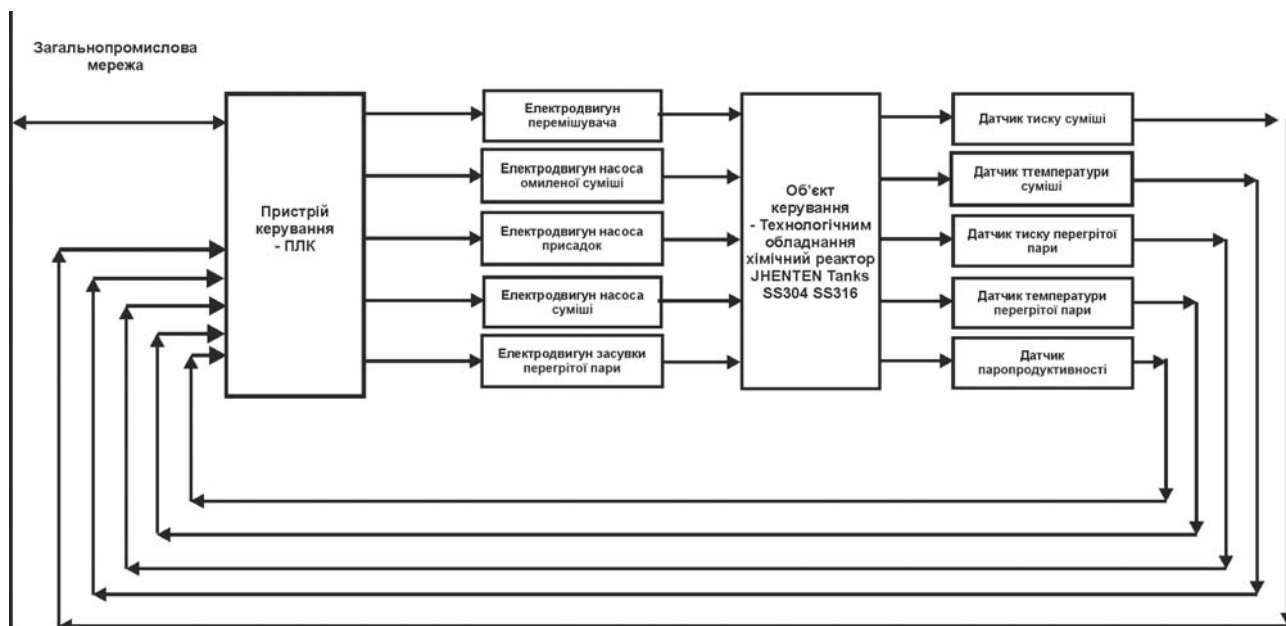 Загальнопромислова
мережа
Пристрій
керування
- ПЛК
Електродвигун
перемішувача
Електродвигун насоса
омиленої суміші
Електродвигун насоса
присадок
Електродвигун насоса
суміші
Електродвигун засувки
перегрітої пари
Об'єкт
керування
- Технологічним
обладнання
хімічний реактор
JHENTEN Tanks
SS304 SS316
Датчик тиску суміші
Датчик ттемператури
суміші
Датчик тиску перегрітої
пари
Датчик температури
перегрітої пари
Датчик
паропродуктивності